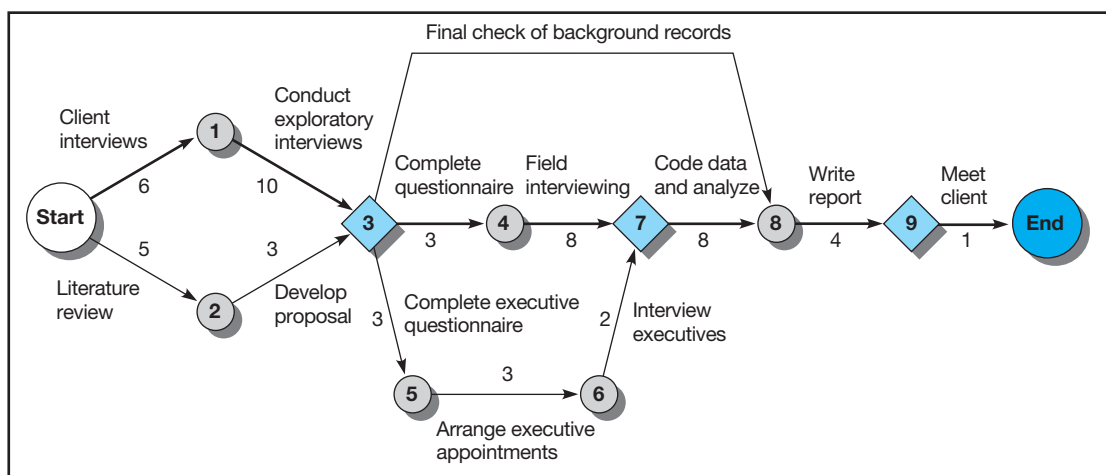 Final check of background records
Client
interviews
1
Conduct
exploratory
interviews
6
10
Start
5
3
Literature
review
2
Develop
proposal
3
Complete
questionnaire
3
4
Field
interviewing
8
7
Code data
and analyze
8
8
Write
report
4
9
Meet
client
1
End
3
Complete executive
questionnaire
2
Interview
executives
5
3
6
Arrange executive
appointments